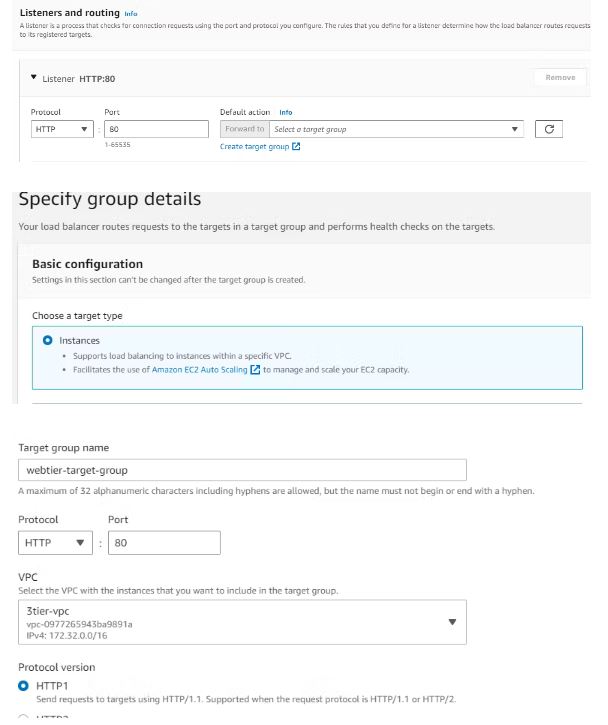 Listeners and routing Info
A listener is a process that checks for connection requests using the port and protocol you configure. The rules that you define for a listener determine how the load balancer routes requests
to its registered targets.
Listener HTTP:80
Remove
Protocol Port Default action Info
HTTP : 80 Forward to Select a target group
1-65535
Create target group
Specify group details
Your load balancer routes requests to the targets in a target group and performs health checks on the targets.
Basic configuration
Settings in this section can't be changed after the target group is created.
Choose a target type
Instances
• Supports load balancing to instances within a specific VPC.
• Facilitates the use of Amazon EC2 Auto Scaling to manage and scale your EC2 capacity.
Target group name
webtier-target-group
A maximum of 32 alphanumeric characters including hyphens are allowed, but the name must not begin or end with a hyphen.
Protocol Port
HTTP : 80
VPC
Select the VPC with the instances that you want to include in the target group.
3tier-vpc
vpc-0977265943ba9891a
IPv4: 172.32.0.0/16
Protocol version
HTTP1
Send requests to targets using HTTP/1.1. Supported when the request protocol is HTTP/1.1 or HTTP/2.